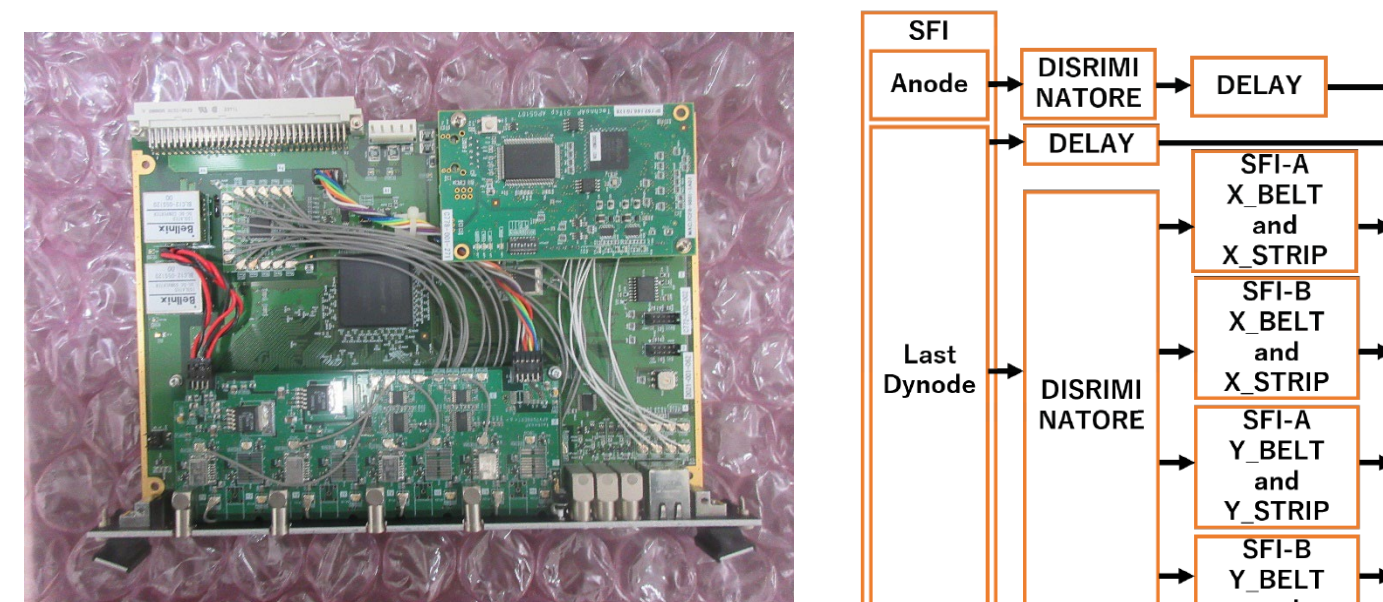 Bellnix
Bellnix
TechnoAP
SFI
Anode
DISRIMI
NATORE
DELAY
DELAY
Last
Dynode
DISRIMI
NATORE
SFI-A
X_BELT
and
X_STRIP
SFI-B
X_BELT
and
X_STRIP
SFI-A
Y_BELT
and
Y_STRIP
SFI-B
Y_BELT